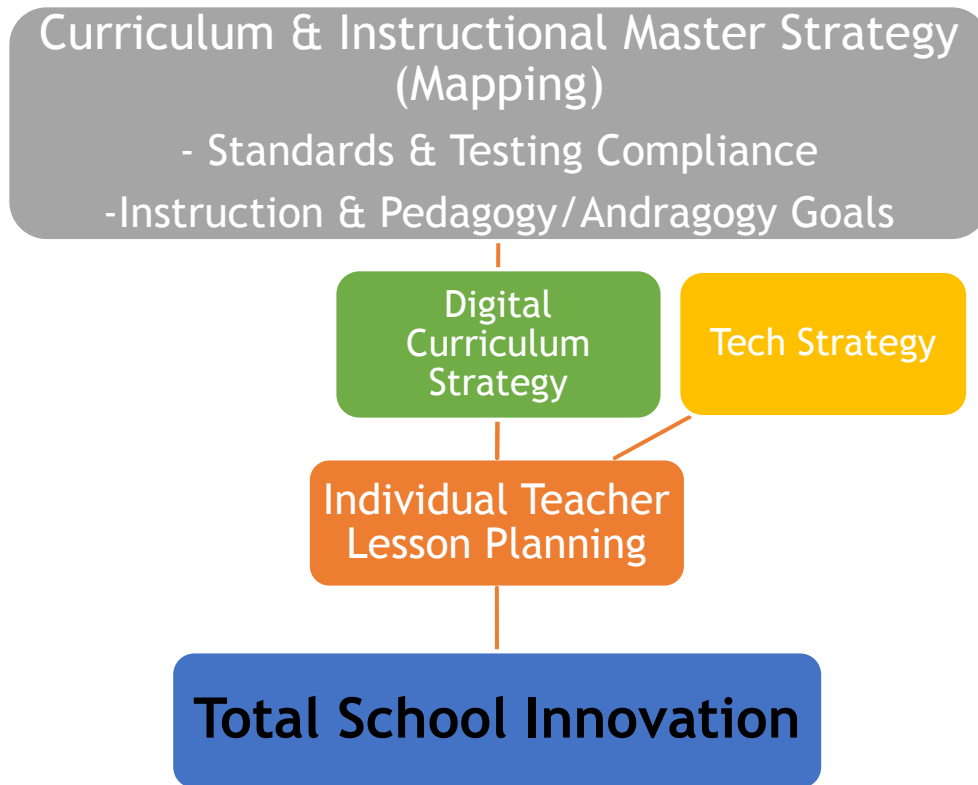 Curriculum & Instructional Master Strategy
(Mapping)
- Standards & Testing Compliance
-Instruction & Pedagogy/Andragogy Goals
Digital
Curriculum
Strategy
Tech Strategy
Individual Teacher
Lesson Planning
Total School Innovation